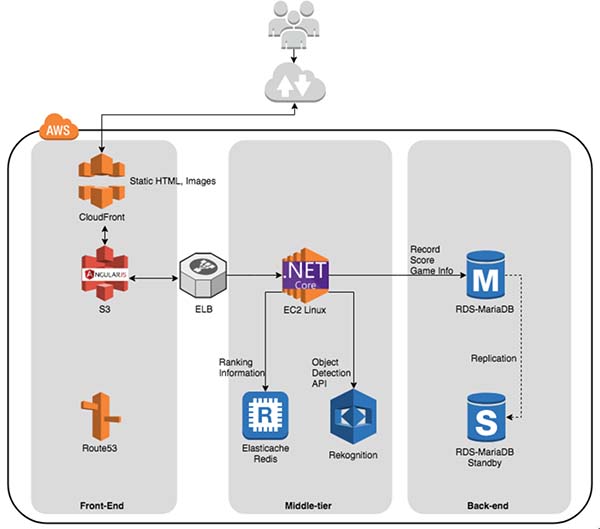 AWS
Static HTML, Images
CloudFront
ANGULARJS
S3
ELB
.NET
Core
EC2 Linux
Record
Score
Game Info
M
RDS-MariaDB
Ranking
Information
Object
Detection
API
Replication
Route53
R
Elasticache
Redis
Rekognition
S
RDS-MariaDB
Standby
Front-End
Middle-tier
Back-end